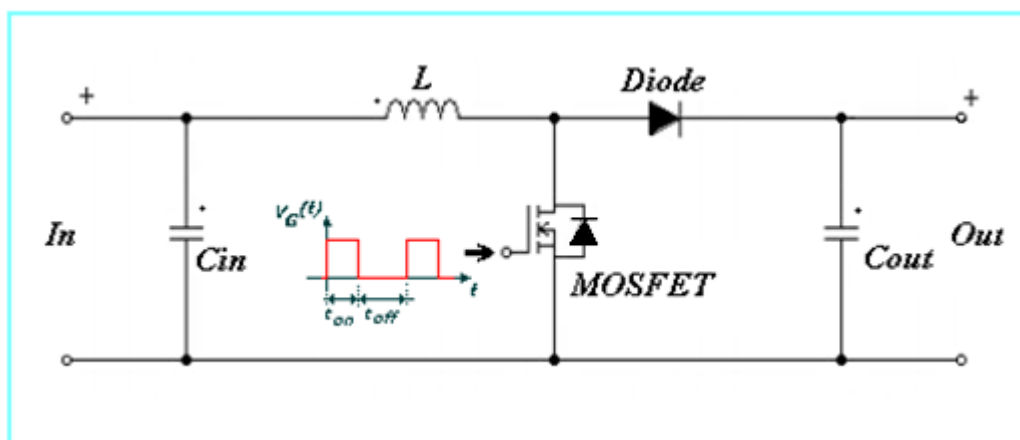 L
Diode
+
+
V_G(t)
In
Cin
t
t_on
t_off
MOSFET
Cout
Out